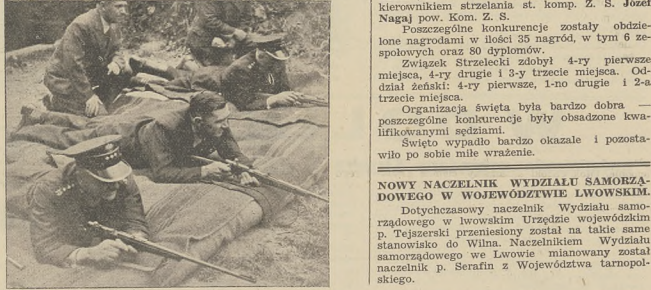 kierownikiem strzelania st. komp. Z. S. Józef
Nagaj pow. Kom. Z. S.
Poszczególne konkurencje zostały obdzie-
lone nagrodami w ilości 35 nagród, w tym 6 ze-
społowych oraz 80 dyplomów.
Związek Strzelecki zdobył 4-ry pierwsze
miejsca, 4-ry drugie i 3-y trzecie miejsca. Od-
dział żeński: 4-ry pierwsze, 1-no drugie i 2-a
trzecie miejsca.
Organizacja święta była bardzo dobra —
poszczególne konkurencje były obsadzone kwa-
lifikowanymi sędziami.
Święto wypadło bardzo okazale i pozosta-
wiło po sobie miłe wrażenie.
NOWY NACZELNIK WYDZIAŁU SAMORZĄ-
DOWEGO W WOJEWÓDZTWIE LWOWSKIM.
Dotychczasowy naczelnik Wydziału samo-
rządowego w lwowskim Urzędzie wojewódzkim
p. Tejszerski przeniesiony został na takie same
stanowisko do Wilna. Naczelnikiem Wydziału
samorządowego we Lwowie mianowany został
naczelnik p. Serafin z Województwa tarnopol-
skiego.